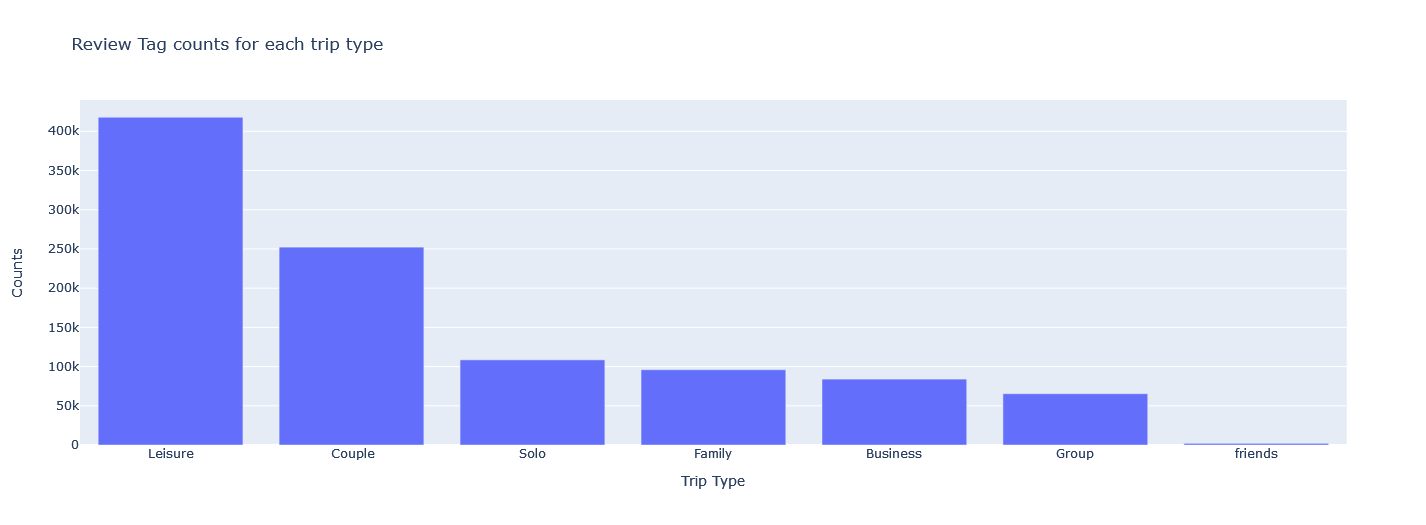 Review Tag counts for each trip type
Counts
400k
350k
300k
250k
200k
150k
100k
50k
0
Leisure Couple Solo Family Business Group friends
Trip Type